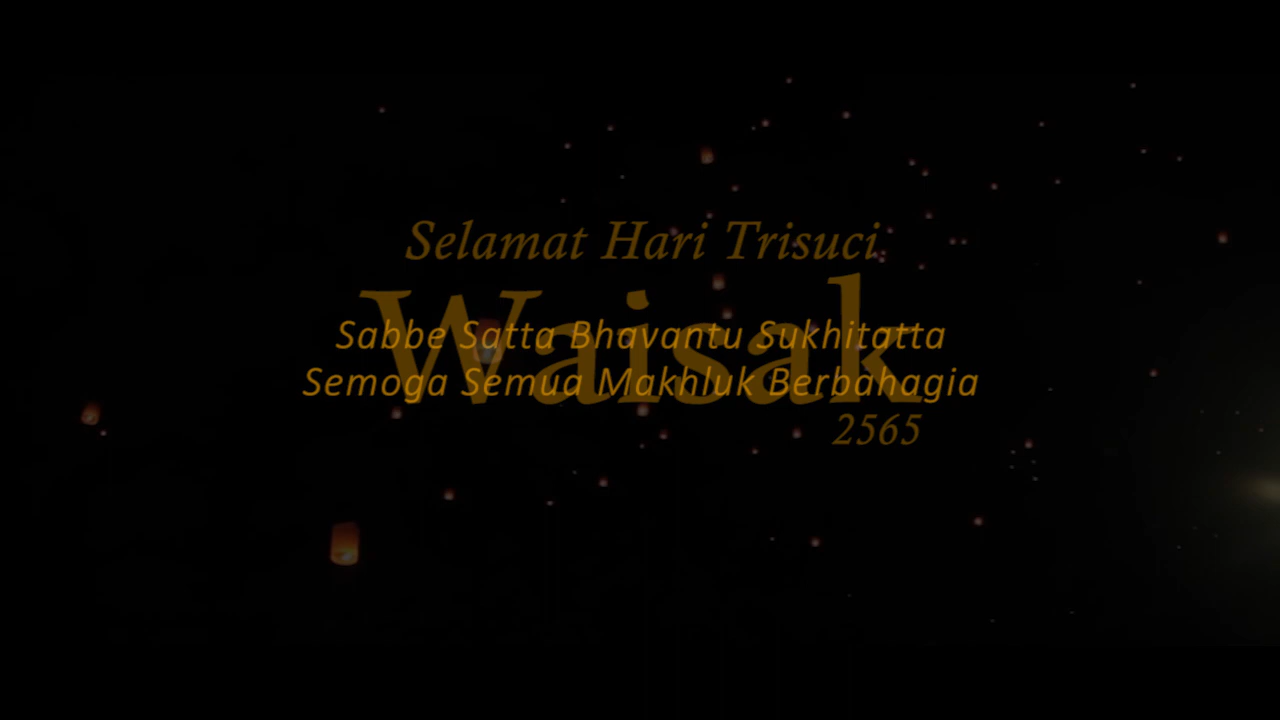 Selamat Hari Trisuci
Waisak
Sabbe Satta Bhavantu Sukhitatta
Semoga Semua Makhluk Berbahagia
2565